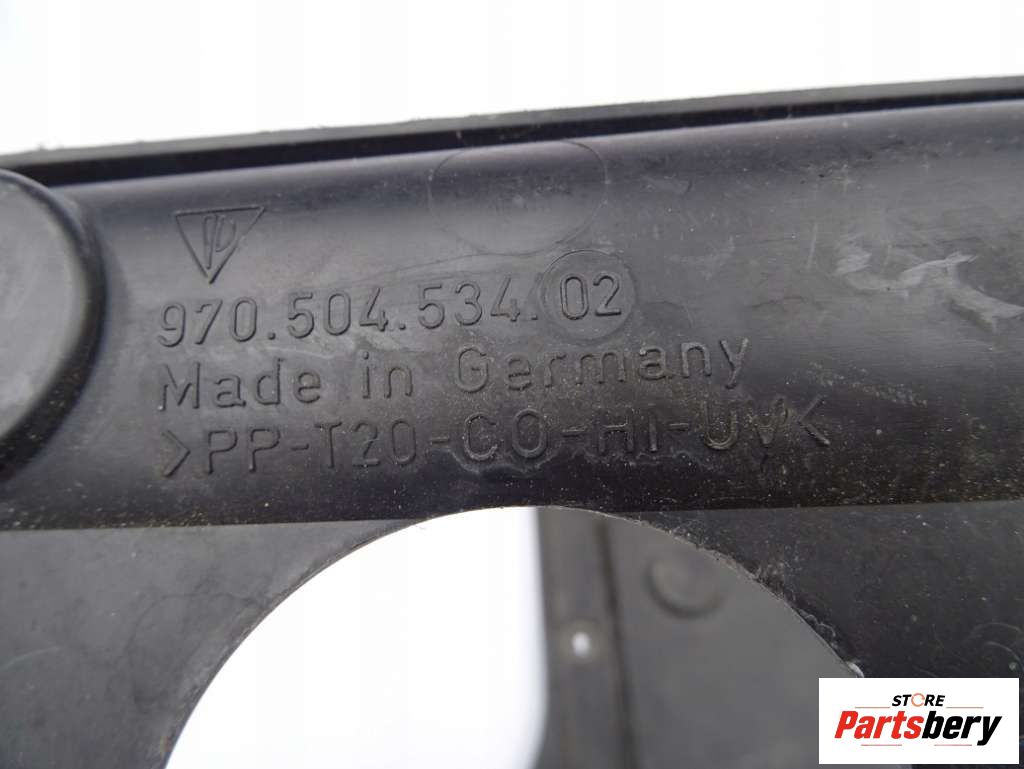 970.504.534.02
Made in Germany
>PP-T20-CO-HI-UV<
STORE
Partsbery